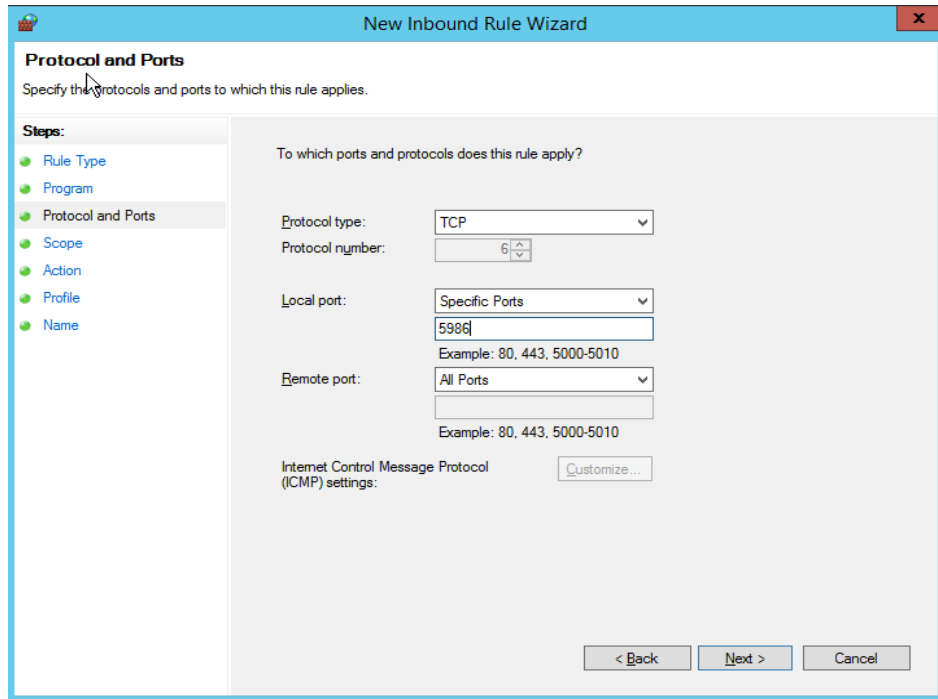 New Inbound Rule Wizard
x
Protocol and Ports
Specify the protocols and ports to which this rule applies.
Steps:
Rule Type
Program
Protocol and Ports
Scope
Action
Profile
Name
To which ports and protocols does this rule apply?
Protocol type: TCP
Protocol number: 6
Local port: Specific Ports
5986
Example: 80, 443, 5000-5010
Remote port: All Ports
Example: 80, 443, 5000-5010
Internet Control Message Protocol
(ICMP) settings:
Customize...
< Back Next > Cancel